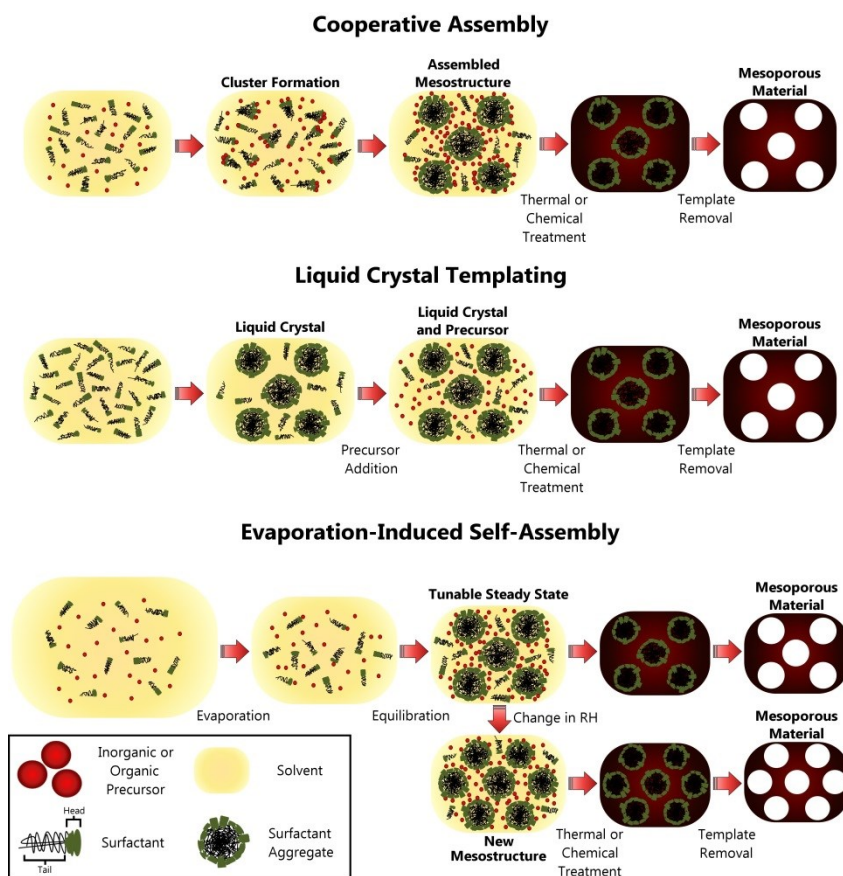 Cooperative Assembly
Cluster Formation
Assembled
Mesostructure
Mesoporous
Material
Thermal or
Chemical
Treatment
Template
Removal
Liquid Crystal Templating
Liquid Crystal
Liquid Crystal
and Precursor
Mesoporous
Material
Precursor
Addition
Thermal or
Chemical
Treatment
Template
Removal
Evaporation-Induced Self-Assembly
Tunable Steady State
Mesoporous
Material
Evaporation
Equilibration
Change in RH
Mesoporous
Material
New
Mesostructure
Thermal or
Chemical
Treatment
Template
Removal
Inorganic or
Organic
Precursor
Solvent
Head
Surfactant
Tail
Surfactant
Aggregate